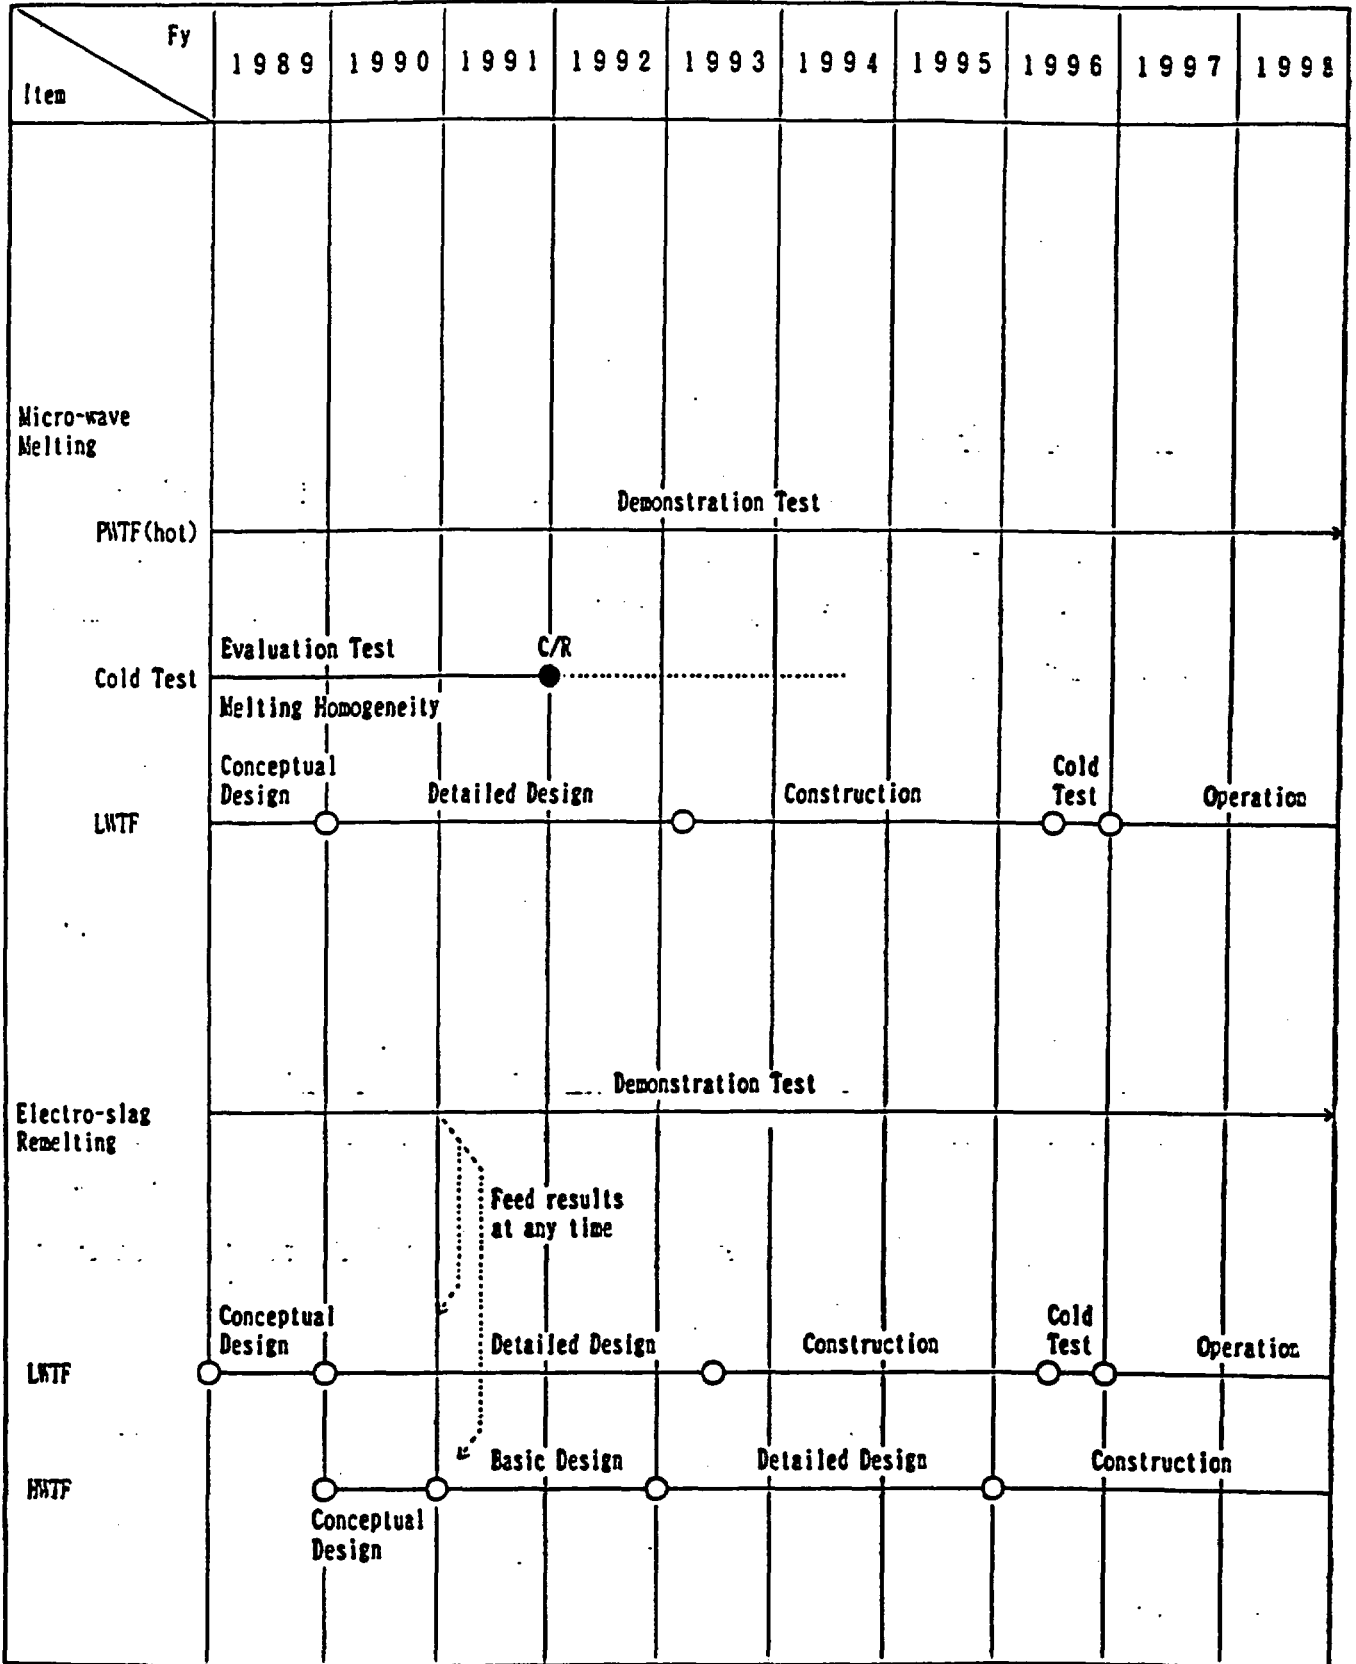 Fy
Item
1989 1990 1991 1992 1993 1994 1995 1996 1997 1998
Micro-wave
Melting
Demonstration Test
PWTF(hot)
Evaluation Test
C/R
Cold Test
Melting Homogeneity
Conceptual
Design
Detailed Design
Construction
Cold
Test
Operation
LWTF
Demonstration Test
Electro-slag
Remelting
Feed results
at any time
Conceptual
Design
Detailed Design
Construction
Cold
Test
Operation
LWTF
Basic Design
Detailed Design
Construction
HWTF
Conceptual
Design